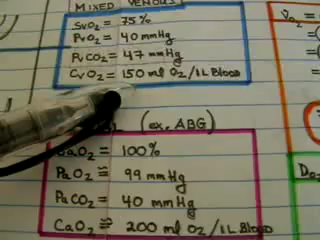 MIXED VENOUS
SvO2 = 75%
PvO2 = 40 mmHg
PvCO2 = 47 mmHg
CvO2 = 150 ml O2/1L Blood
(ex. ABG)
SaO2 = 100%
PaO2 ≅ 99 mmHg
PaCO2 = 40 mmHg
CaO2 ≅ 200 ml O2/1L Blood
V̇O2 =
=
=